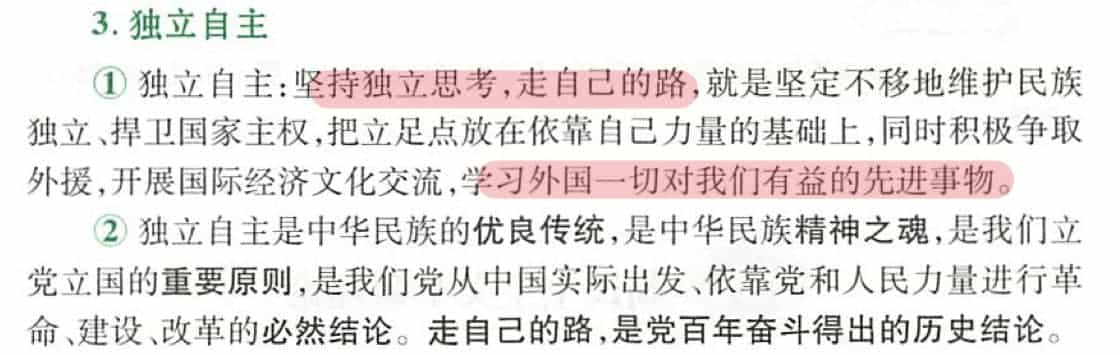 3. 独立自主
① 独立自主:坚持独立思考,走自己的路,就是坚定不移地维护民族
独立、捍卫国家主权,把立足点放在依靠自己力量的基础上,同时积极争取
外援,开展国际经济文化交流,学习外国一切对我们有益的先进事物。
② 独立自主是中华民族的优良传统,是中华民族精神之魂,是我们立
党立国的重要原则,是我们党从中国实际出发、依靠党和人民力量进行革
命、建设、改革的必然结论。走自己的路,是党百年奋斗得出的历史结论。